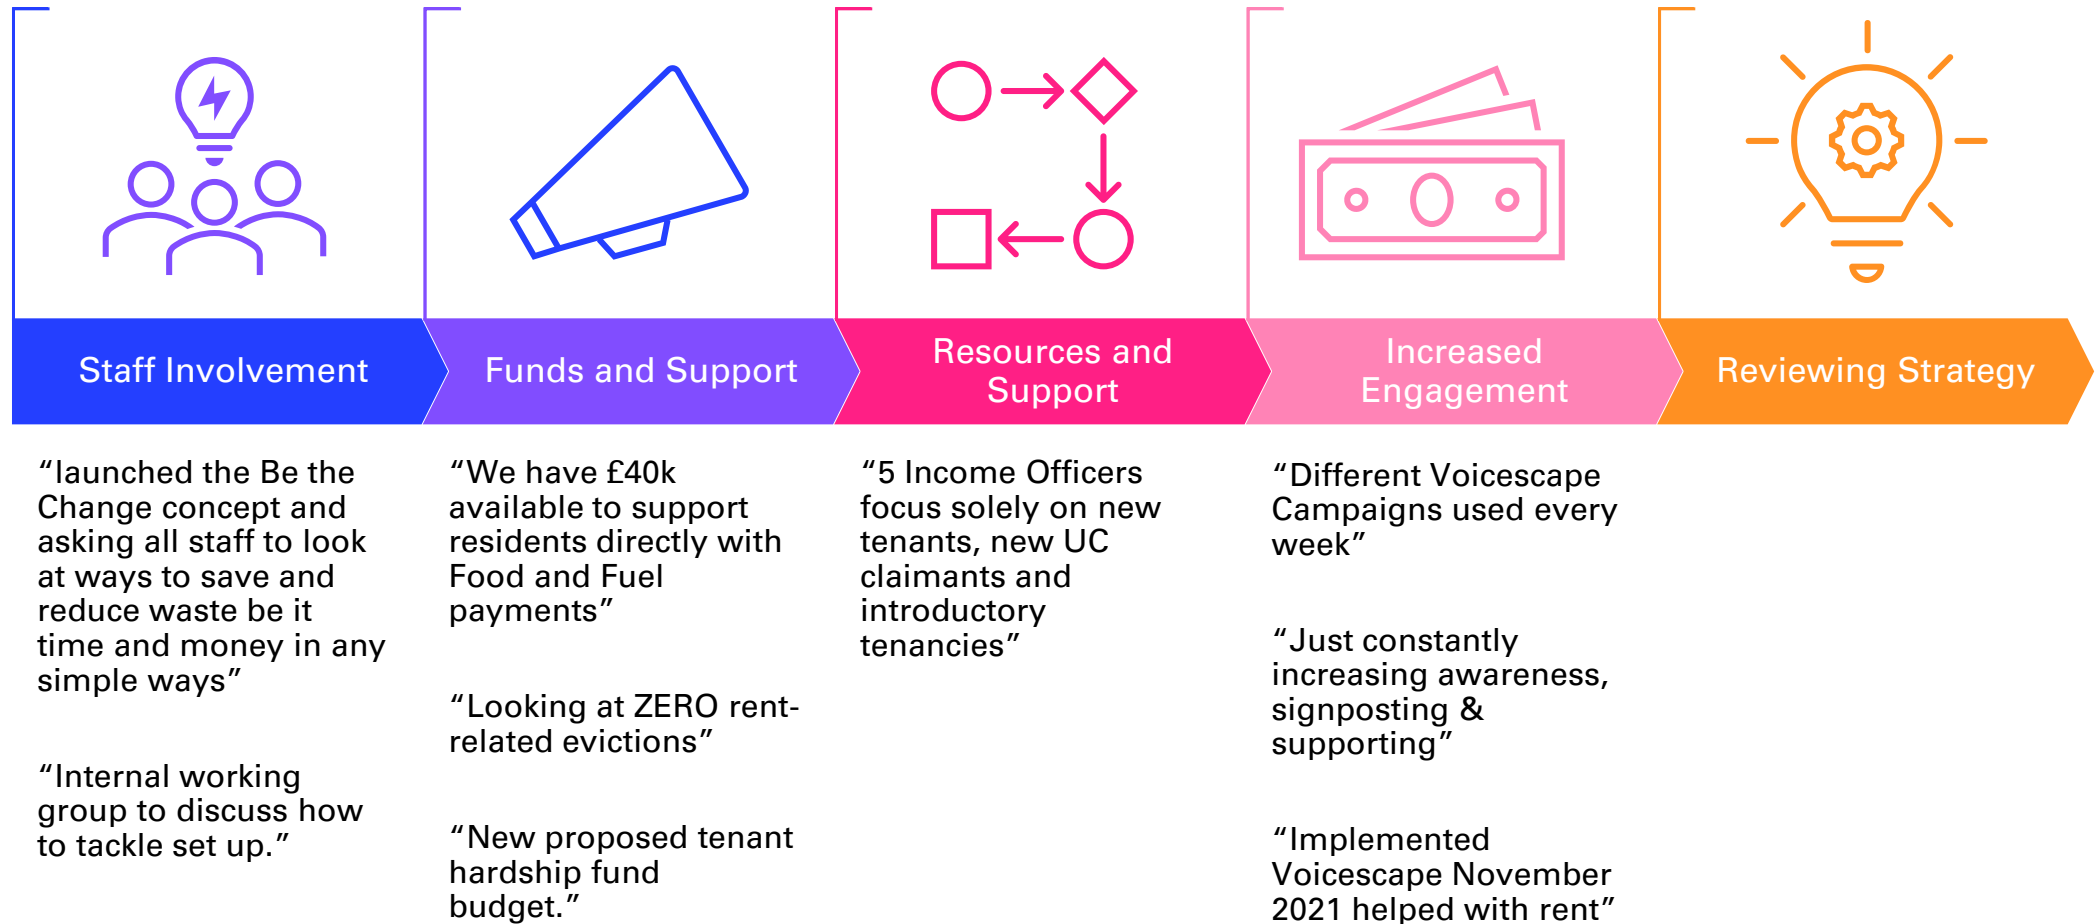 Staff Involvement
Funds and Support
Resources and
Support
Increased
Engagement
Reviewing Strategy
“launched the Be the
Change concept and
asking all staff to look
at ways to save and
reduce waste be it
time and money in any
simple ways”
“Internal working
group to discuss how
to tackle set up.”
“We have £40k
available to support
residents directly with
Food and Fuel
payments”
“Looking at ZERO rent-
related evictions”
“New proposed tenant
hardship fund
budget.”
“5 Income Officers
focus solely on new
tenants, new UC
claimants and
introductory
tenancies”
“Different Voicescape
Campaigns used every
week”
“Just constantly
increasing awareness,
signposting &
supporting”
“Implemented
Voicescape November
2021 helped with rent”